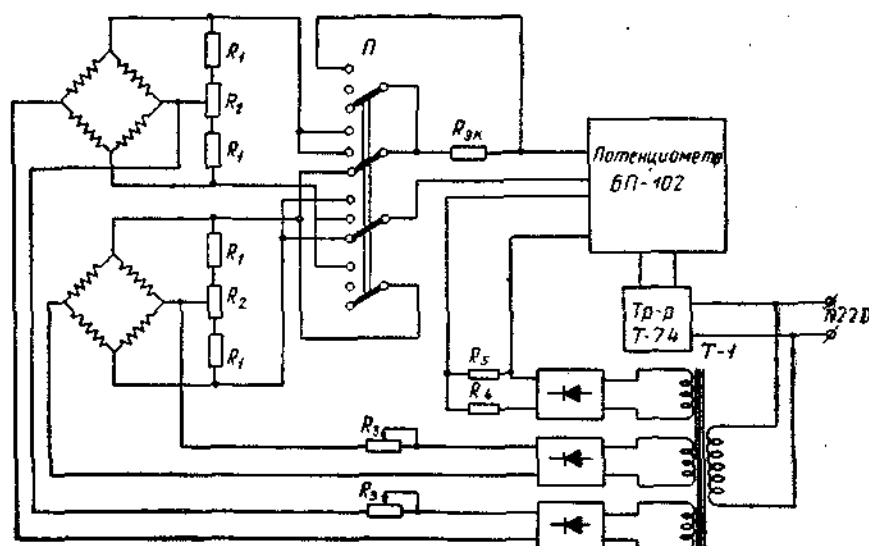 R1
R2
R1
П
Rэк
Потенциометр
БП-102
R1
R2
R1
Тр-р
Т-74
~220
Т-1
R5
R4
R3
R3